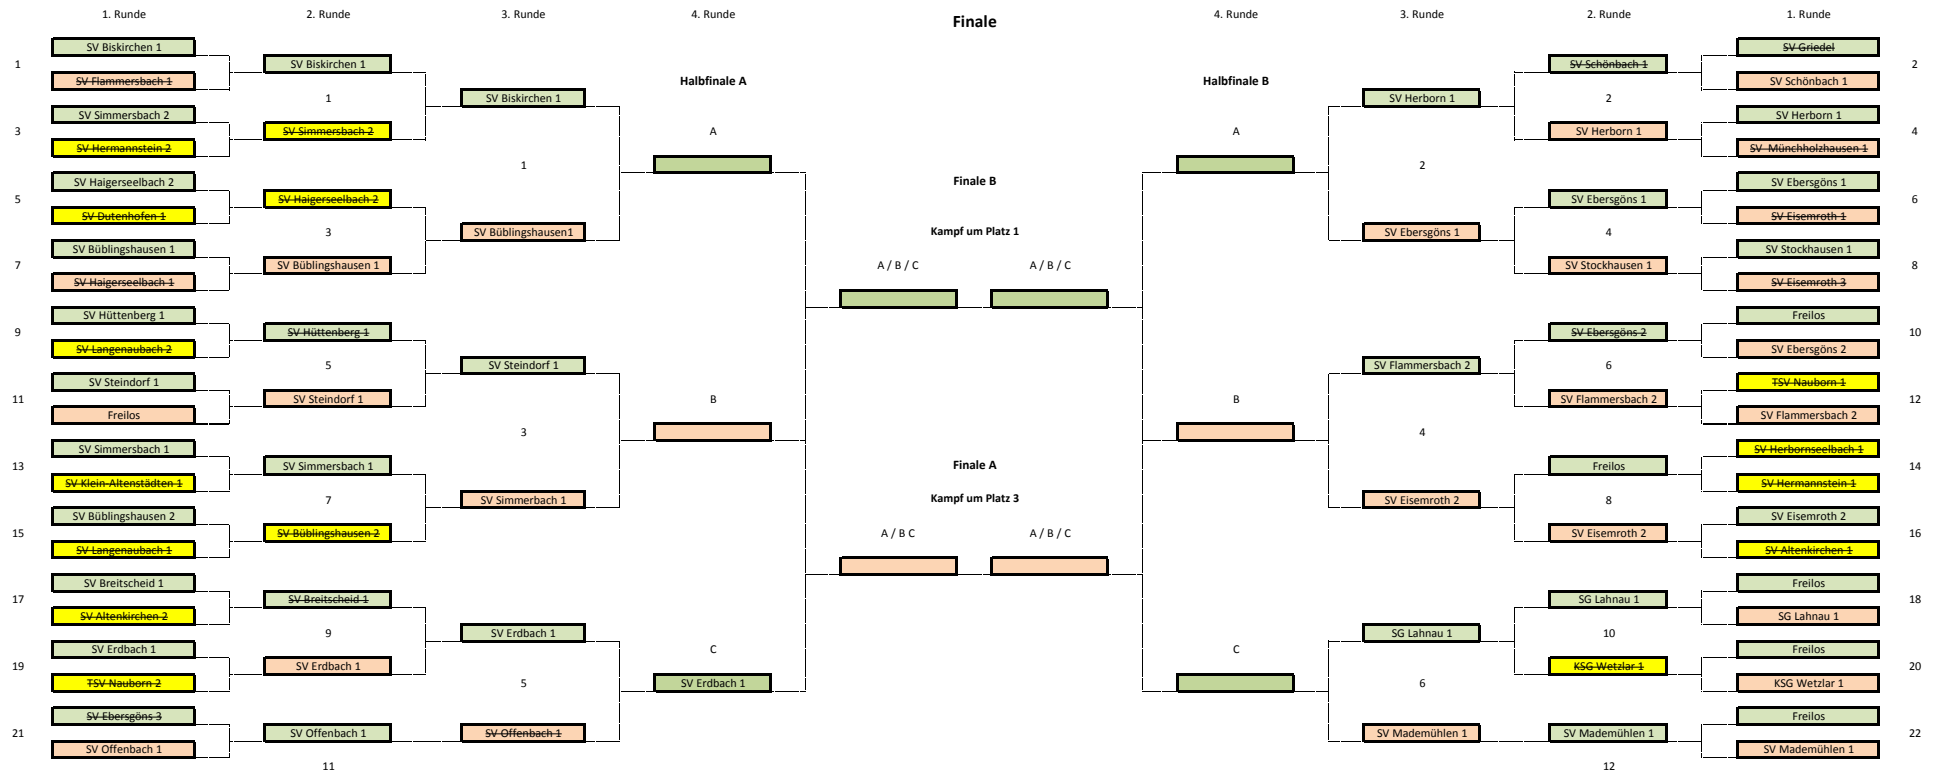 1. Runde 2. Runde 3. Runde 4. Runde Finale 4. Runde 3. Runde 2. Runde 1. Runde
SV Biskirchen 1 SV Griedel
1 SV Biskirchen 1 SV Schönbach 1 2
SV Flammersbach 1 Halbfinale A Halbfinale B SV Schönbach 1
1 SV Biskirchen 1 SV Herborn 1 2
SV Simmersbach 2 SV Herborn 1
3 SV Simmersbach 2 A A SV Herborn 1 4
SV Hermannstein 2 SV Münchholzhausen 1
1 2
SV Haigerseelbach 2 Finale B SV Ebersgöns 1
5 SV Haigerseelbach 2 SV Ebersgöns 1 6
SV Dutenhofen 1 SV Eisemroth 1
3 SV Büblingshausen1 Kampf um Platz 1 SV Ebersgöns 1 4
SV Büblingshausen 1 SV Stockhausen 1
7 SV Büblingshausen 1 A / B / C A / B / C SV Stockhausen 1 8
SV Haigerseelbach 1 SV Eisemroth 3
SV Hüttenberg 1 Freilos
9 SV Hüttenberg 1 SV Ebersgöns 2 10
SV Langenaubach 2 SV Ebersgöns 2
5 SV Steindorf 1 SV Flammersbach 2 6
SV Steindorf 1 TSV Nauborn 1
11 SV Steindorf 1 B B SV Flammersbach 2 12
Freilos SV Flammersbach 2
3 4
SV Simmersbach 1 SV Herbornseelbach 1
13 SV Simmersbach 1 Finale A Freilos 14
SV Klein-Altenstädten 1 SV Hermannstein 1
7 SV Simmerbach 1 Kampf um Platz 3 SV Eisemroth 2 8
SV Büblingshausen 2 SV Eisemroth 2
15 SV Büblingshausen 2 A / B C A / B / C SV Eisemroth 2 16
SV Langenaubach 1 SV Altenkirchen 1
SV Breitscheid 1 Freilos
17 SV Breitscheid 1 SG Lahnau 1 18
SV Altenkirchen 2 SG Lahnau 1
9 SV Erdbach 1 SG Lahnau 1 10
SV Erdbach 1 C C Freilos
19 SV Erdbach 1 KSG Wetzlar 1 20
TSV Nauborn 2 5 SV Erdbach 1 6 KSG Wetzlar 1
SV Ebersgöns 3 Freilos
21 SV Offenbach 1 SV Offenbach 1 SV Mademühlen 1 SV Mademühlen 1 22
SV Offenbach 1 SV Mademühlen 1
11 12